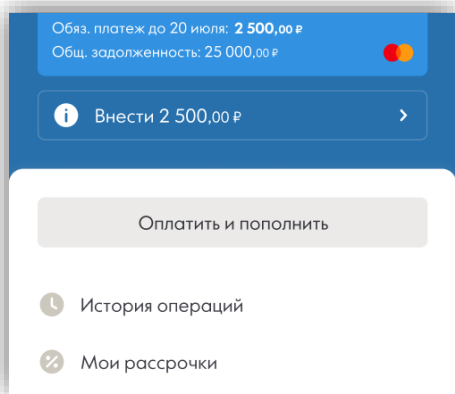 Обяз. платеж до 20 июля: 2 500,00 ₽
Общ. задолженность: 25 000,00 ₽
Внести 2 500,00 ₽
Оплатить и пополнить
История операций
Мои рассрочки